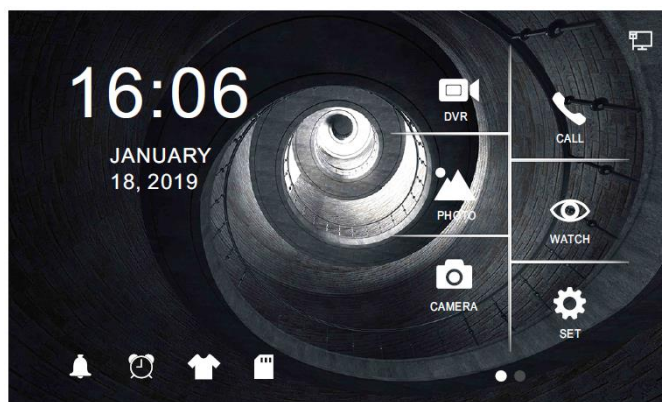 16:06
JANUARY
18, 2019
DVR
CALL
PHOTO
WATCH
CAMERA
SET